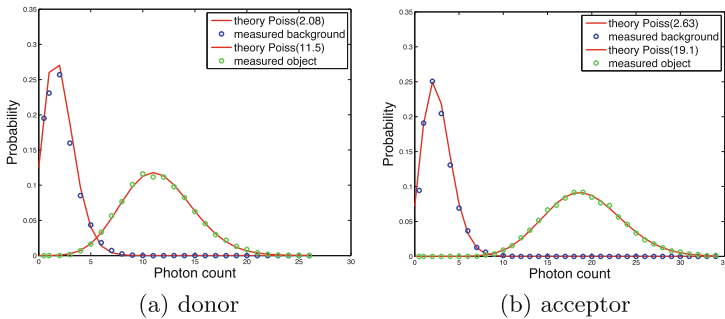 0.35
0.3
0.25
0.2
0.15
0.1
0.05
0
Probability
0 5 10 15 20 25 30
Photon count
theory Poiss(2.08)
measured background
theory Poiss(11.5)
measured object
(a) donor
0.35
0.3
0.25
0.2
0.15
0.1
0.05
0
Probability
0 5 10 15 20 25 30 35
Photon count
theory Poiss(2.63)
measured background
theory Poiss(19.1)
measured object
(b) acceptor